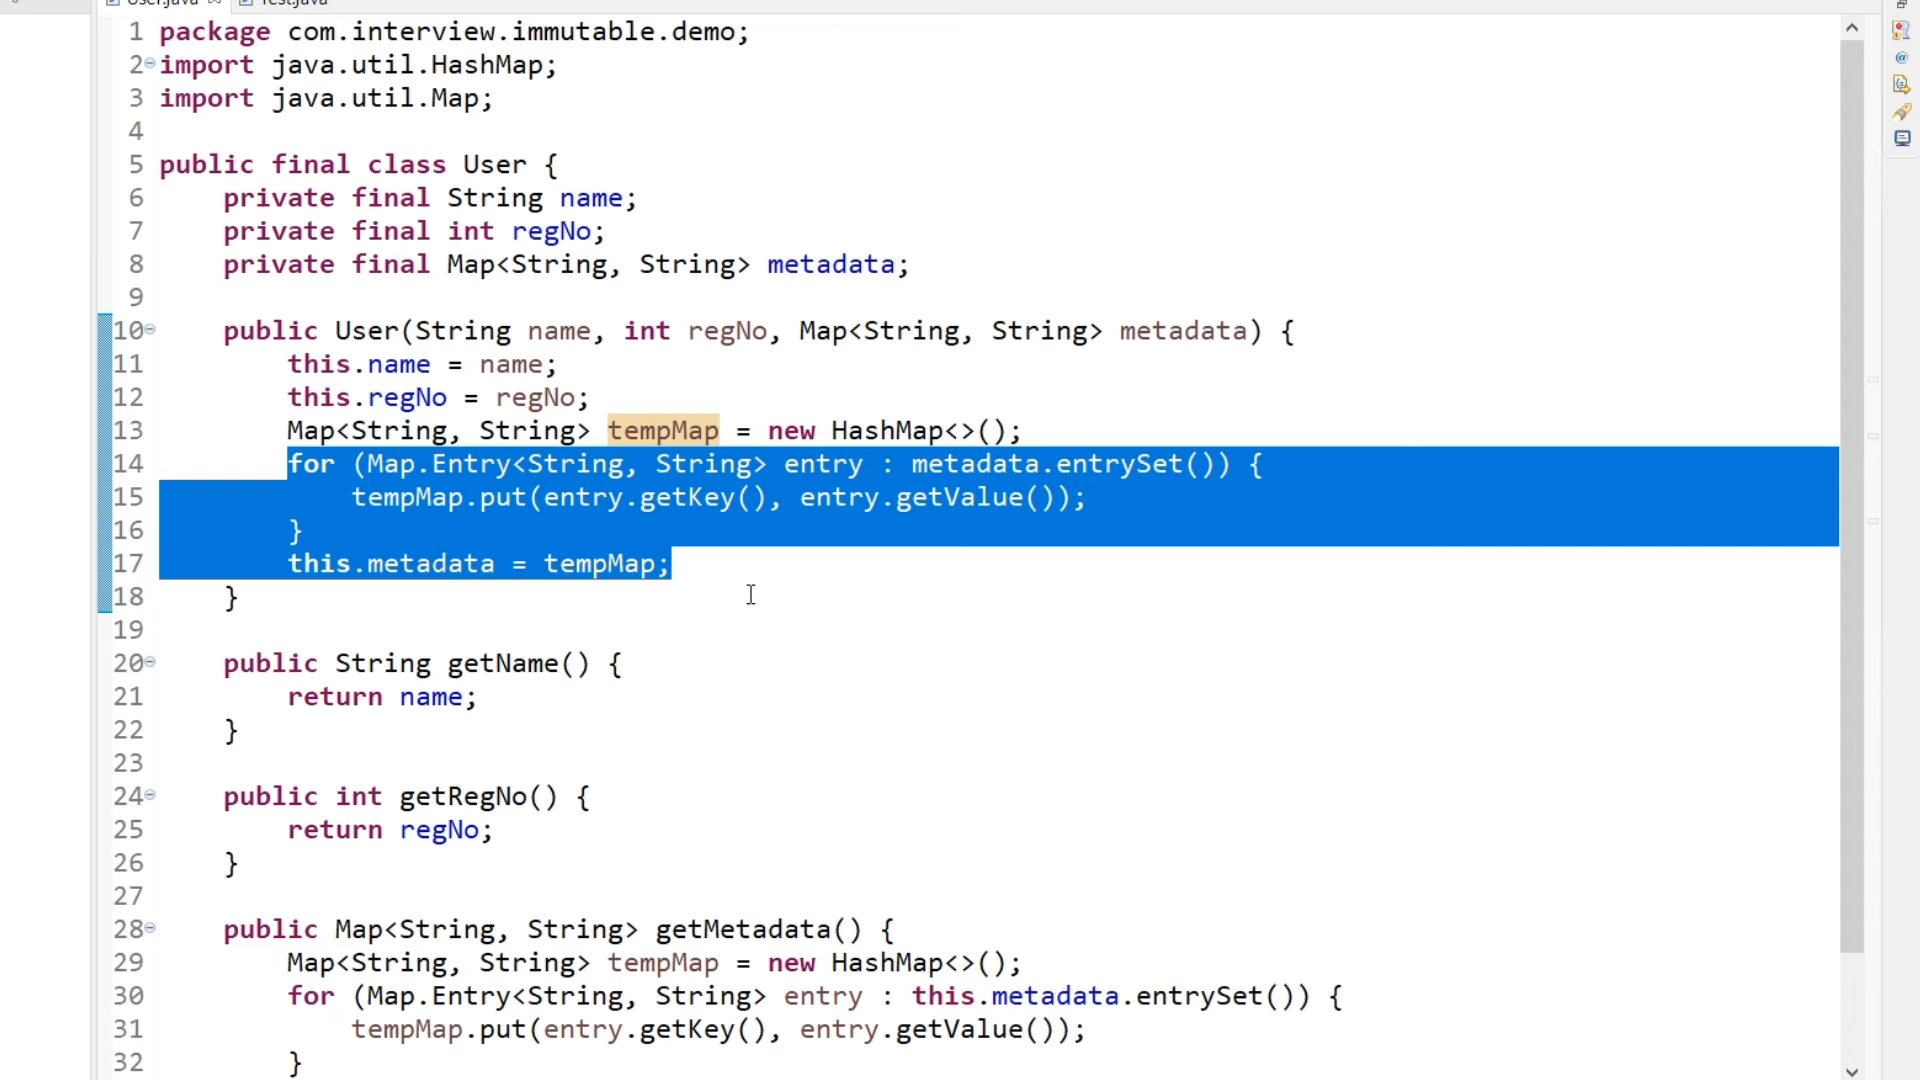 User.java Test.java
1 package com.interview.immutable.demo;
2 import java.util.HashMap;
3 import java.util.Map;
4
5 public final class User {
6 private final String name;
7 private final int regNo;
8 private final Map<String, String> metadata;
9
10 public User(String name, int regNo, Map<String, String> metadata) {
11 this.name = name;
12 this.regNo = regNo;
13 Map<String, String> tempMap = new HashMap<>();
14 for (Map.Entry<String, String> entry : metadata.entrySet()) {
15 tempMap.put(entry.getKey(), entry.getValue());
16 }
17 this.metadata = tempMap;
18 }
19
20 public String getName() {
21 return name;
22 }
23
24 public int getRegNo() {
25 return regNo;
26 }
27
28 public Map<String, String> getMetadata() {
29 Map<String, String> tempMap = new HashMap<>();
30 for (Map.Entry<String, String> entry : this.metadata.entrySet()) {
31 tempMap.put(entry.getKey(), entry.getValue());
32 }